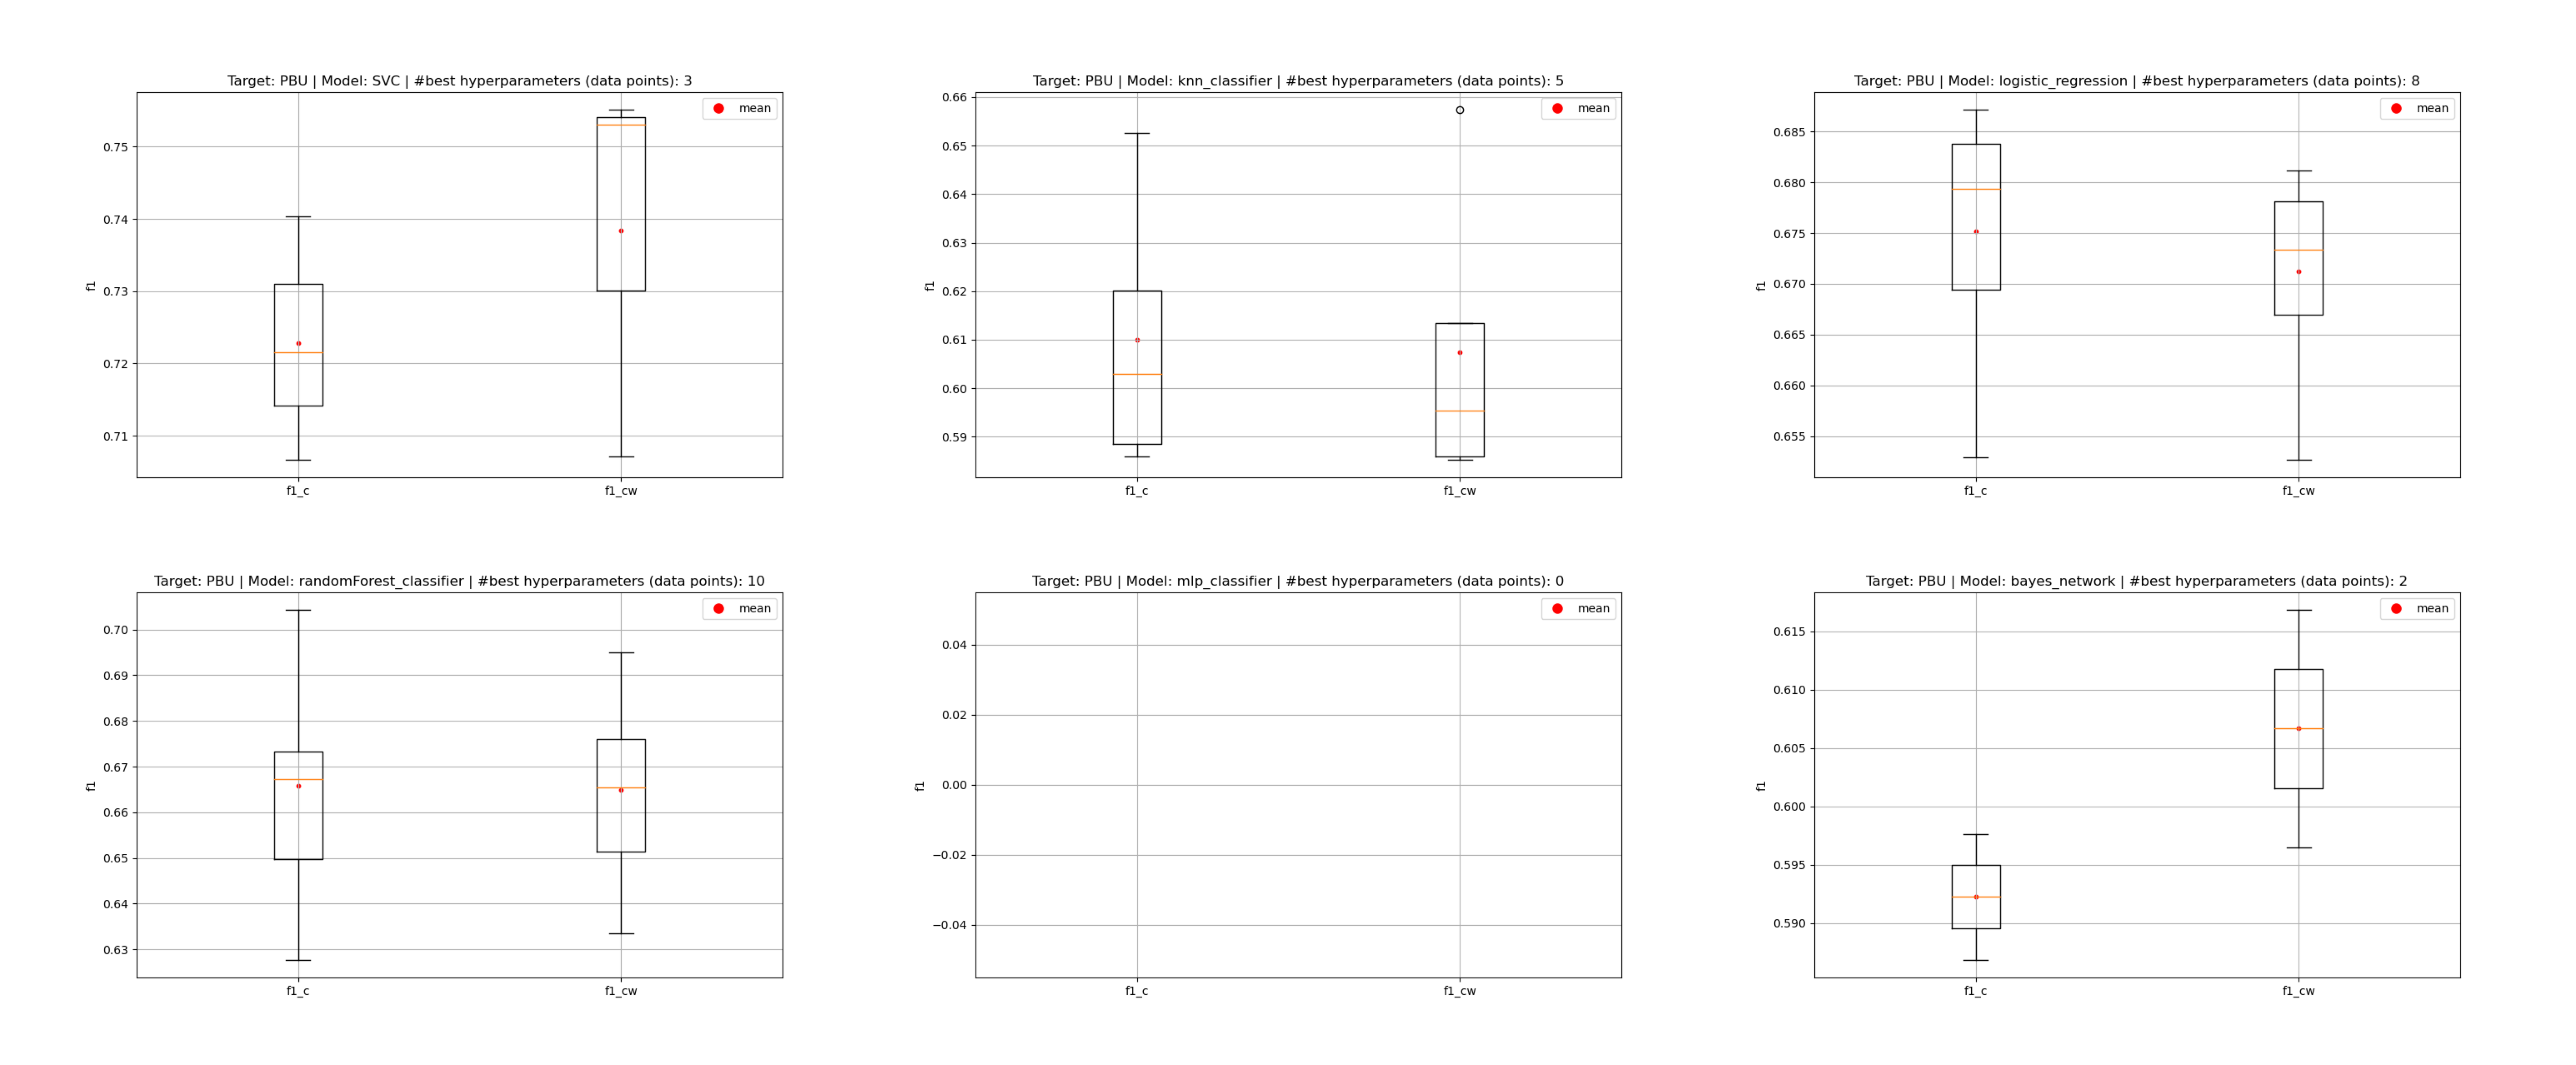 Target: PBU | Model: SVC | #best hyperparameters (data points): 3
mean
0.75
0.74
0.73
0.72
0.71
f1
f1_c
f1_cw
Target: PBU | Model: knn_classifier | #best hyperparameters (data points): 5
mean
0.66
0.65
0.64
0.63
0.62
0.61
0.60
0.59
f1
f1_c
f1_cw
Target: PBU | Model: logistic_regression | #best hyperparameters (data points): 8
mean
0.685
0.680
0.675
0.670
0.665
0.660
0.655
f1
f1_c
f1_cw
Target: PBU | Model: randomForest_classifier | #best hyperparameters (data points): 10
mean
0.70
0.69
0.68
0.67
0.66
0.65
0.64
0.63
f1
f1_c
f1_cw
Target: PBU | Model: mlp_classifier | #best hyperparameters (data points): 0
mean
0.04
0.02
0.00
−0.02
−0.04
f1
f1_c
f1_cw
Target: PBU | Model: bayes_network | #best hyperparameters (data points): 2
mean
0.615
0.610
0.605
0.600
0.595
0.590
f1
f1_c
f1_cw